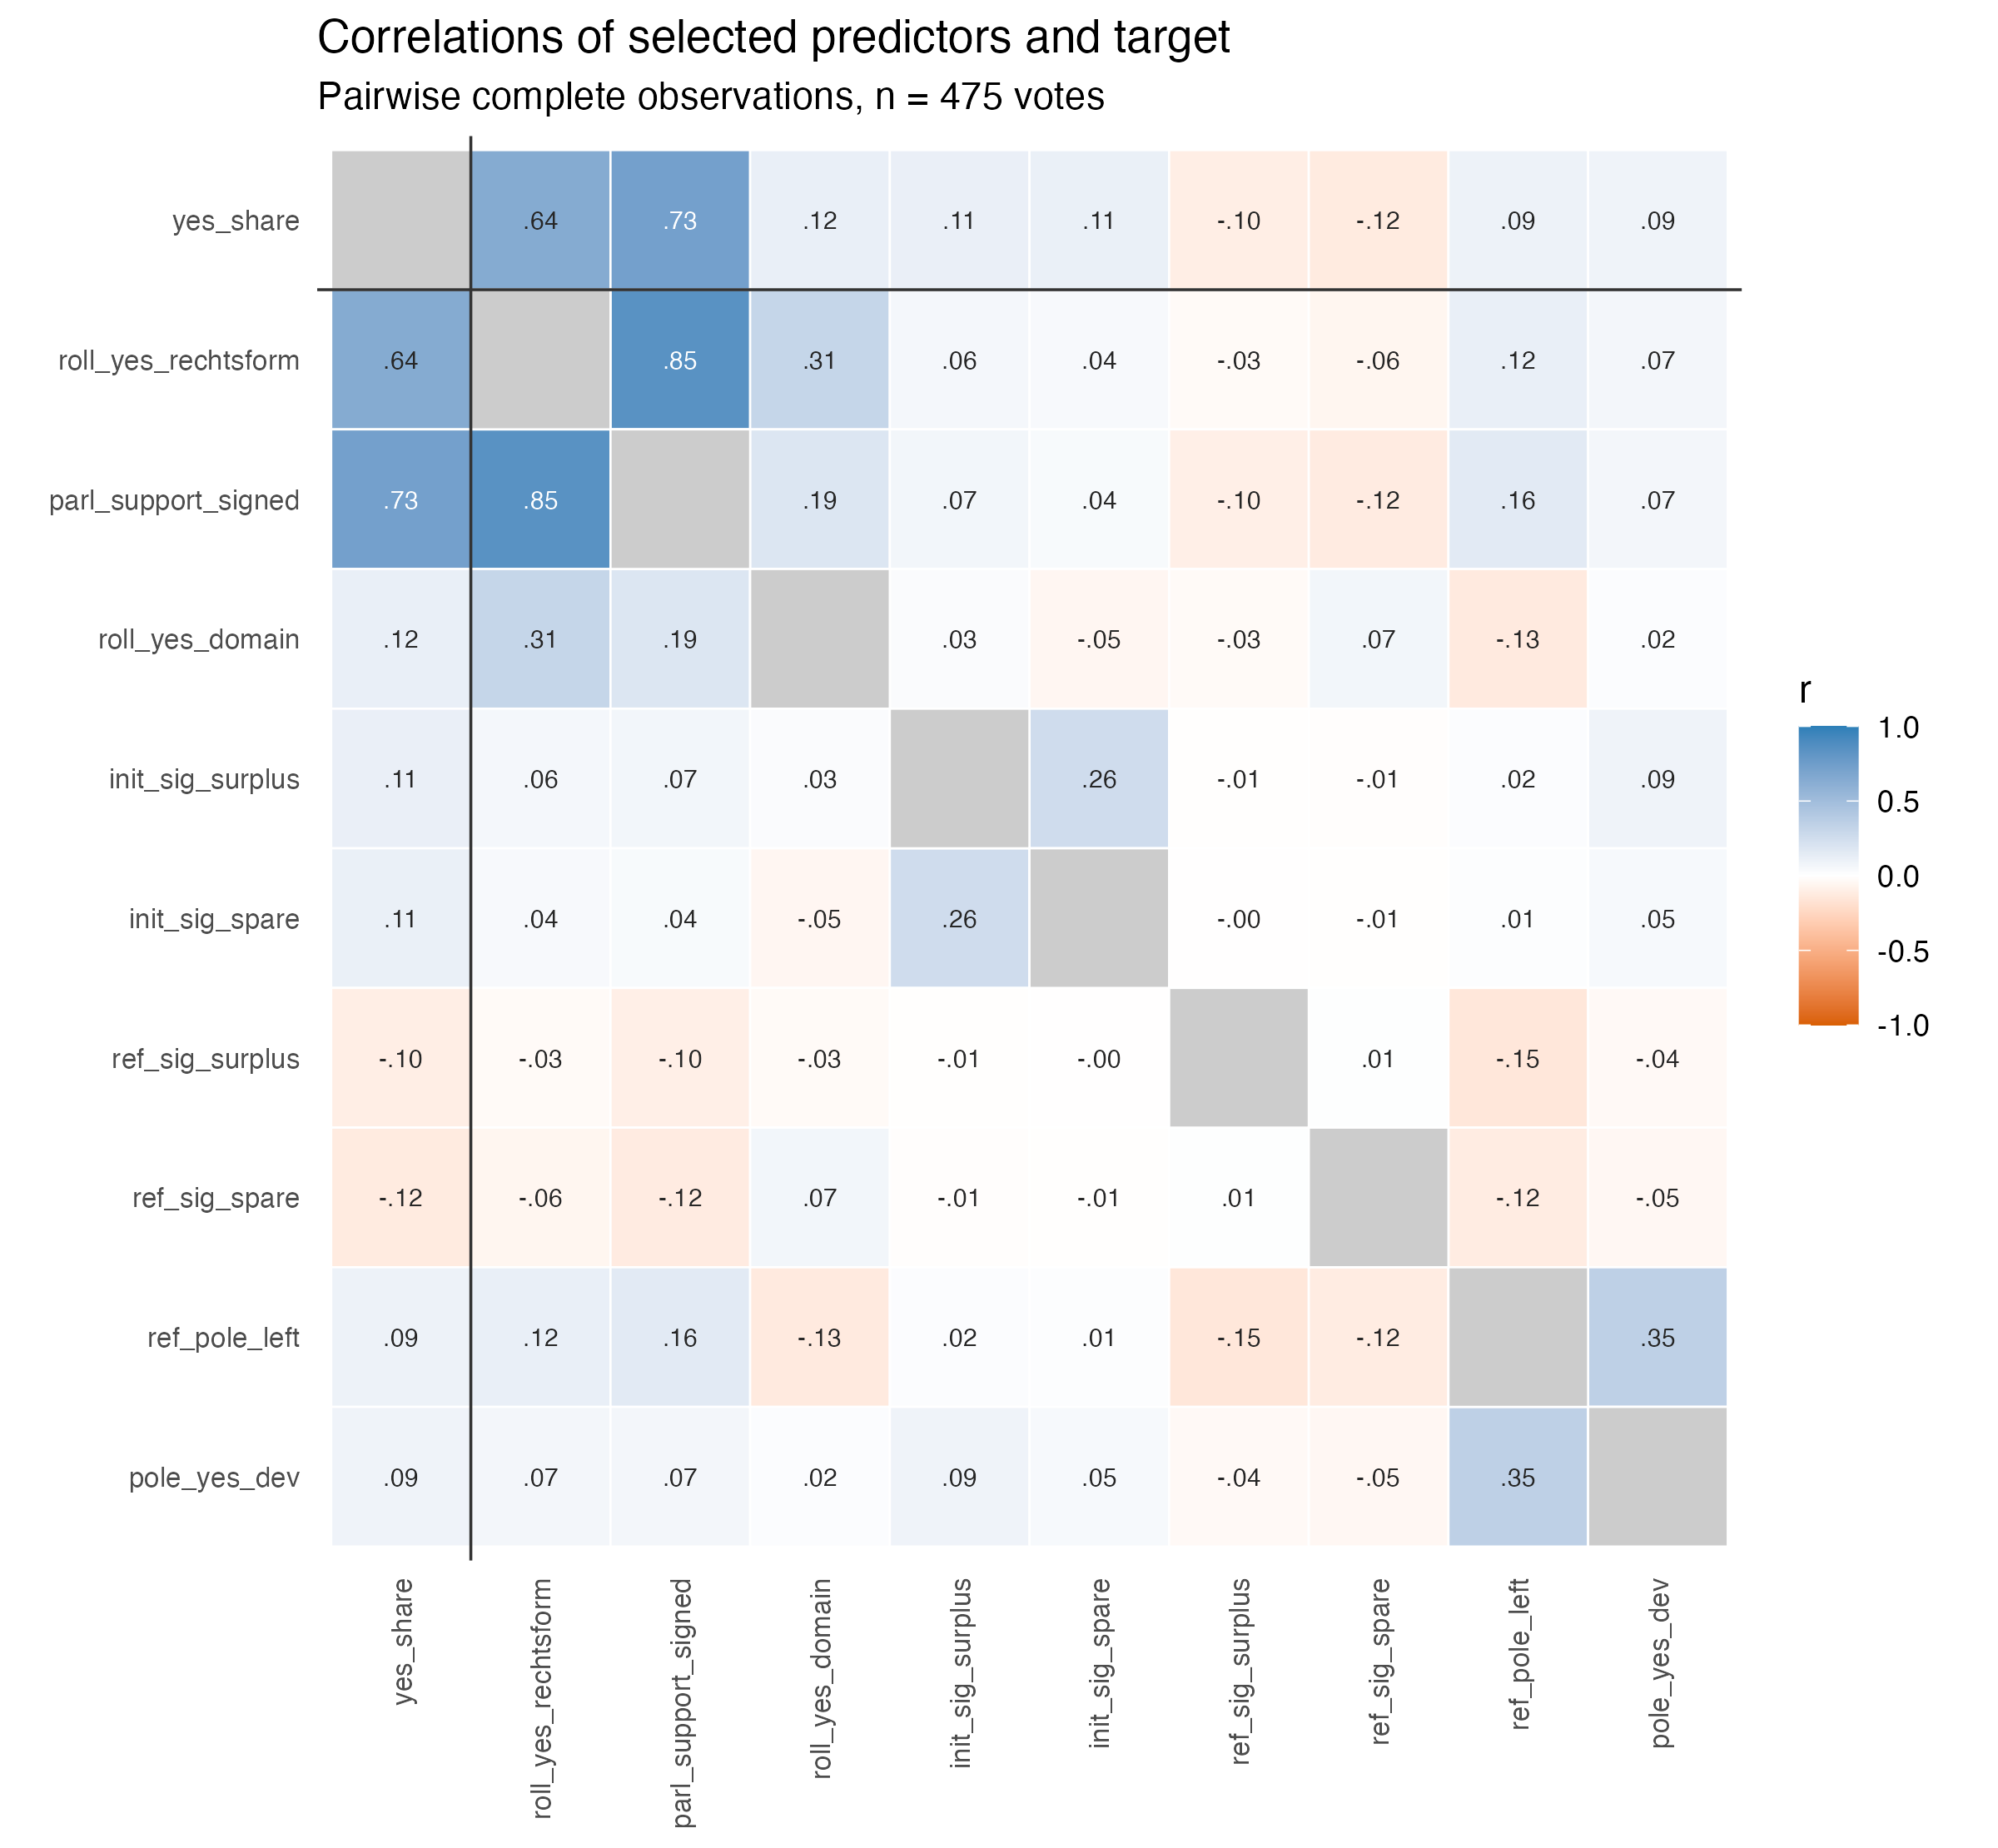 Correlations of selected predictors and target
Pairwise complete observations, n = 475 votes
yes_share .64 .73 .12 .11 .11 -.10 -.12 .09 .09
roll_yes_rechtsform .64 .85 .31 .06 .04 -.03 -.06 .12 .07
parl_support_signed .73 .85 .19 .07 .04 -.10 -.12 .16 .07
roll_yes_domain .12 .31 .19 .03 -.05 -.03 .07 -.13 .02
init_sig_surplus .11 .06 .07 .03 .26 -.01 -.01 .02 .09
init_sig_spare .11 .04 .04 -.05 .26 -.00 -.01 .01 .05
ref_sig_surplus -.10 -.03 -.10 -.03 -.01 -.00 .01 -.15 -.04
ref_sig_spare -.12 -.06 -.12 .07 -.01 -.01 .01 -.12 -.05
ref_pole_left .09 .12 .16 -.13 .02 .01 -.15 -.12 .35
pole_yes_dev .09 .07 .07 .02 .09 .05 -.04 -.05 .35
yes_share
roll_yes_rechtsform
parl_support_signed
roll_yes_domain
init_sig_surplus
init_sig_spare
ref_sig_surplus
ref_sig_spare
ref_pole_left
pole_yes_dev
r
1.0
0.5
0.0
-0.5
-1.0